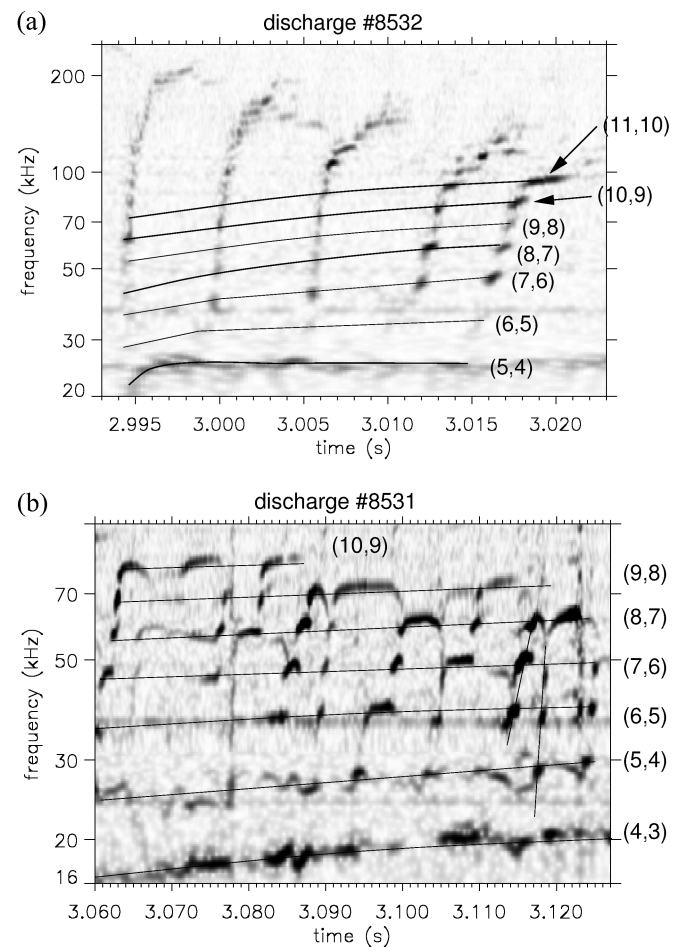 (a)
discharge #8532
200
100
70
50
30
20
frequency (kHz)
(11,10)
(10,9)
(9,8)
(8,7)
(7,6)
(6,5)
(5,4)
2.995 3.000 3.005 3.010 3.015 3.020
time (s)
(b)
discharge #8531
(10,9)
70
50
30
20
16
frequency (kHz)
(9,8)
(8,7)
(7,6)
(6,5)
(5,4)
(4,3)
3.060 3.070 3.080 3.090 3.100 3.110 3.120
time (s)